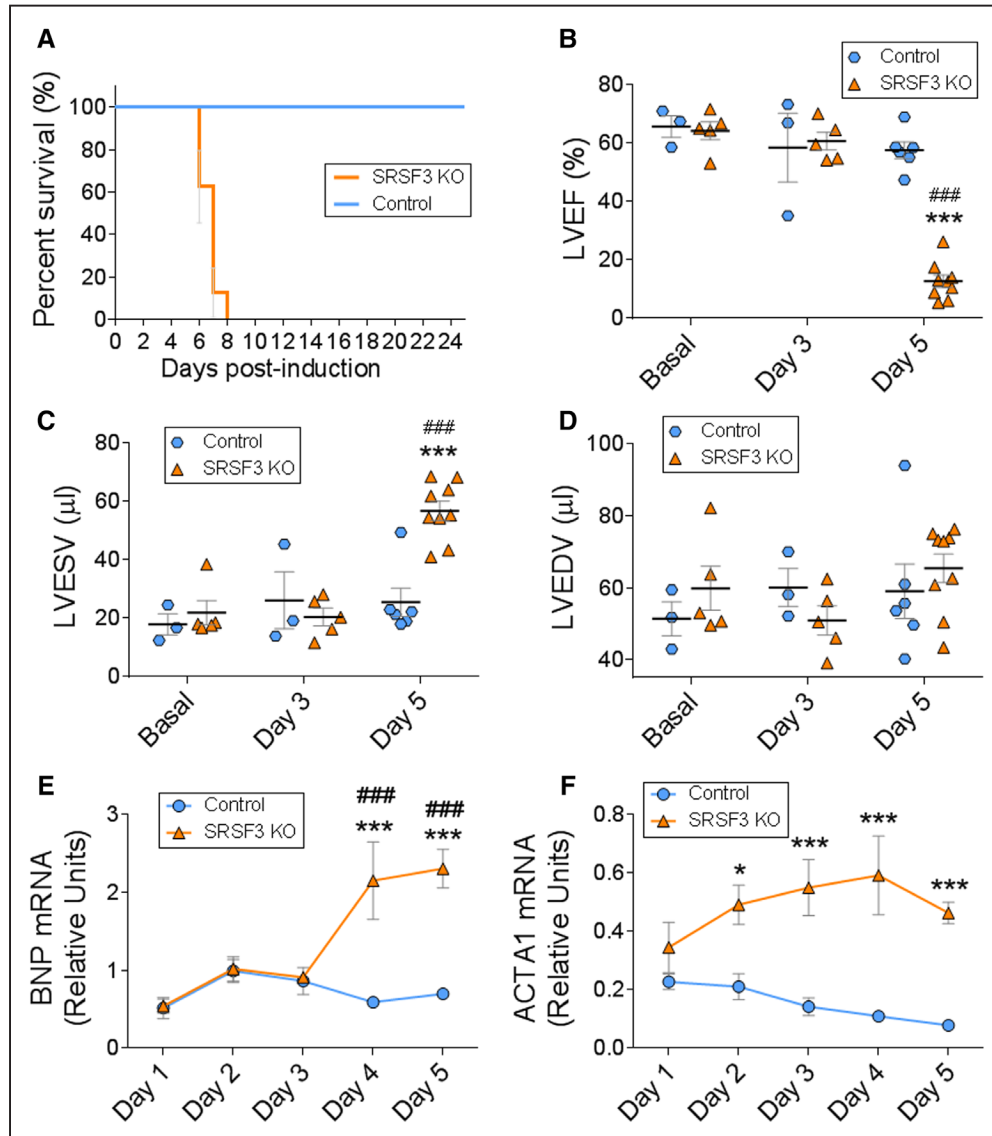 A
Percent survival (%)
100
80
60
40
20
0
SRSF3 KO
Control
0 2 4 6 8 10 12 14 16 18 20 22 24
Days post-induction
B
Control
SRSF3 KO
LVEF (%)
80
60
40
20
0
###
***
Basal
Day 3
Day 5
C
Control
SRSF3 KO
LVESV (µl)
80
60
40
20
0
###
***
Basal
Day 3
Day 5
D
Control
SRSF3 KO
LVEDV (µl)
100
80
60
40
Basal
Day 3
Day 5
E
Control
SRSF3 KO
BNP mRNA
(Relative Units)
3
2
1
0
###
***
###
***
Day 1
Day 2
Day 3
Day 4
Day 5
F
Control
SRSF3 KO
ACTA1 mRNA
(Relative Units)
0.8
0.6
0.4
0.2
0.0
*
***
***
***
Day 1
Day 2
Day 3
Day 4
Day 5